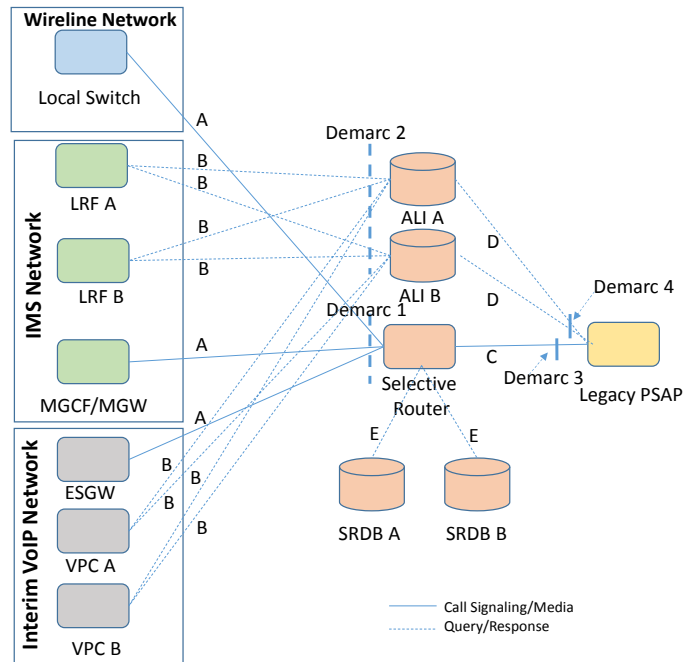 Wireline Network
Local Switch
A
Demarc 2
IMS Network
LRF A
B
B
B
B
LRF B
ALI A
ALI B
D
D
Demarc 4
Demarc 1
A
MGCF/MGW
Selective
Router
C
Demarc 3
Legacy PSAP
Interim VoIP Network
A
ESGW
B
B
B
B
VPC A
VPC B
E
E
SRDB A
SRDB B
Call Signaling/Media
Query/Response